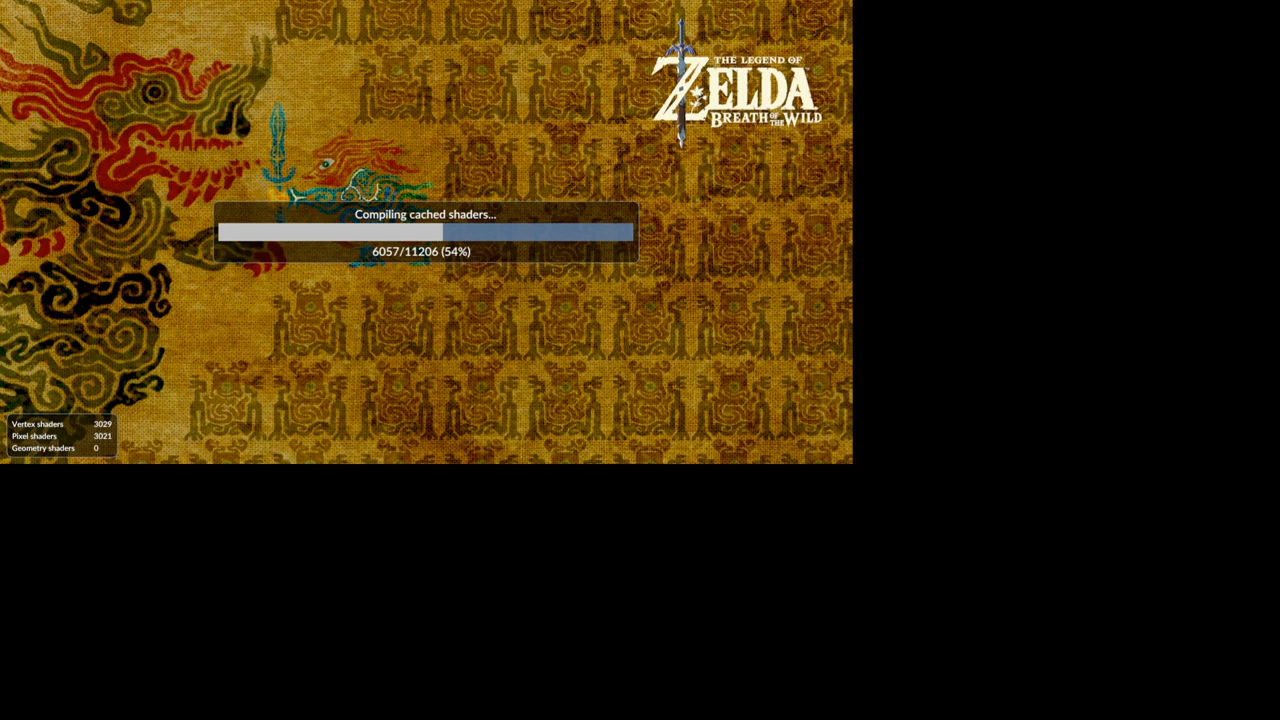 THE LEGEND OF
ZELDA
BREATH OF THE WILD
Compiling cached shaders...
6057/11206 (54%)
Vertex shaders 3029
Pixel shaders 3021
Geometry shaders 0